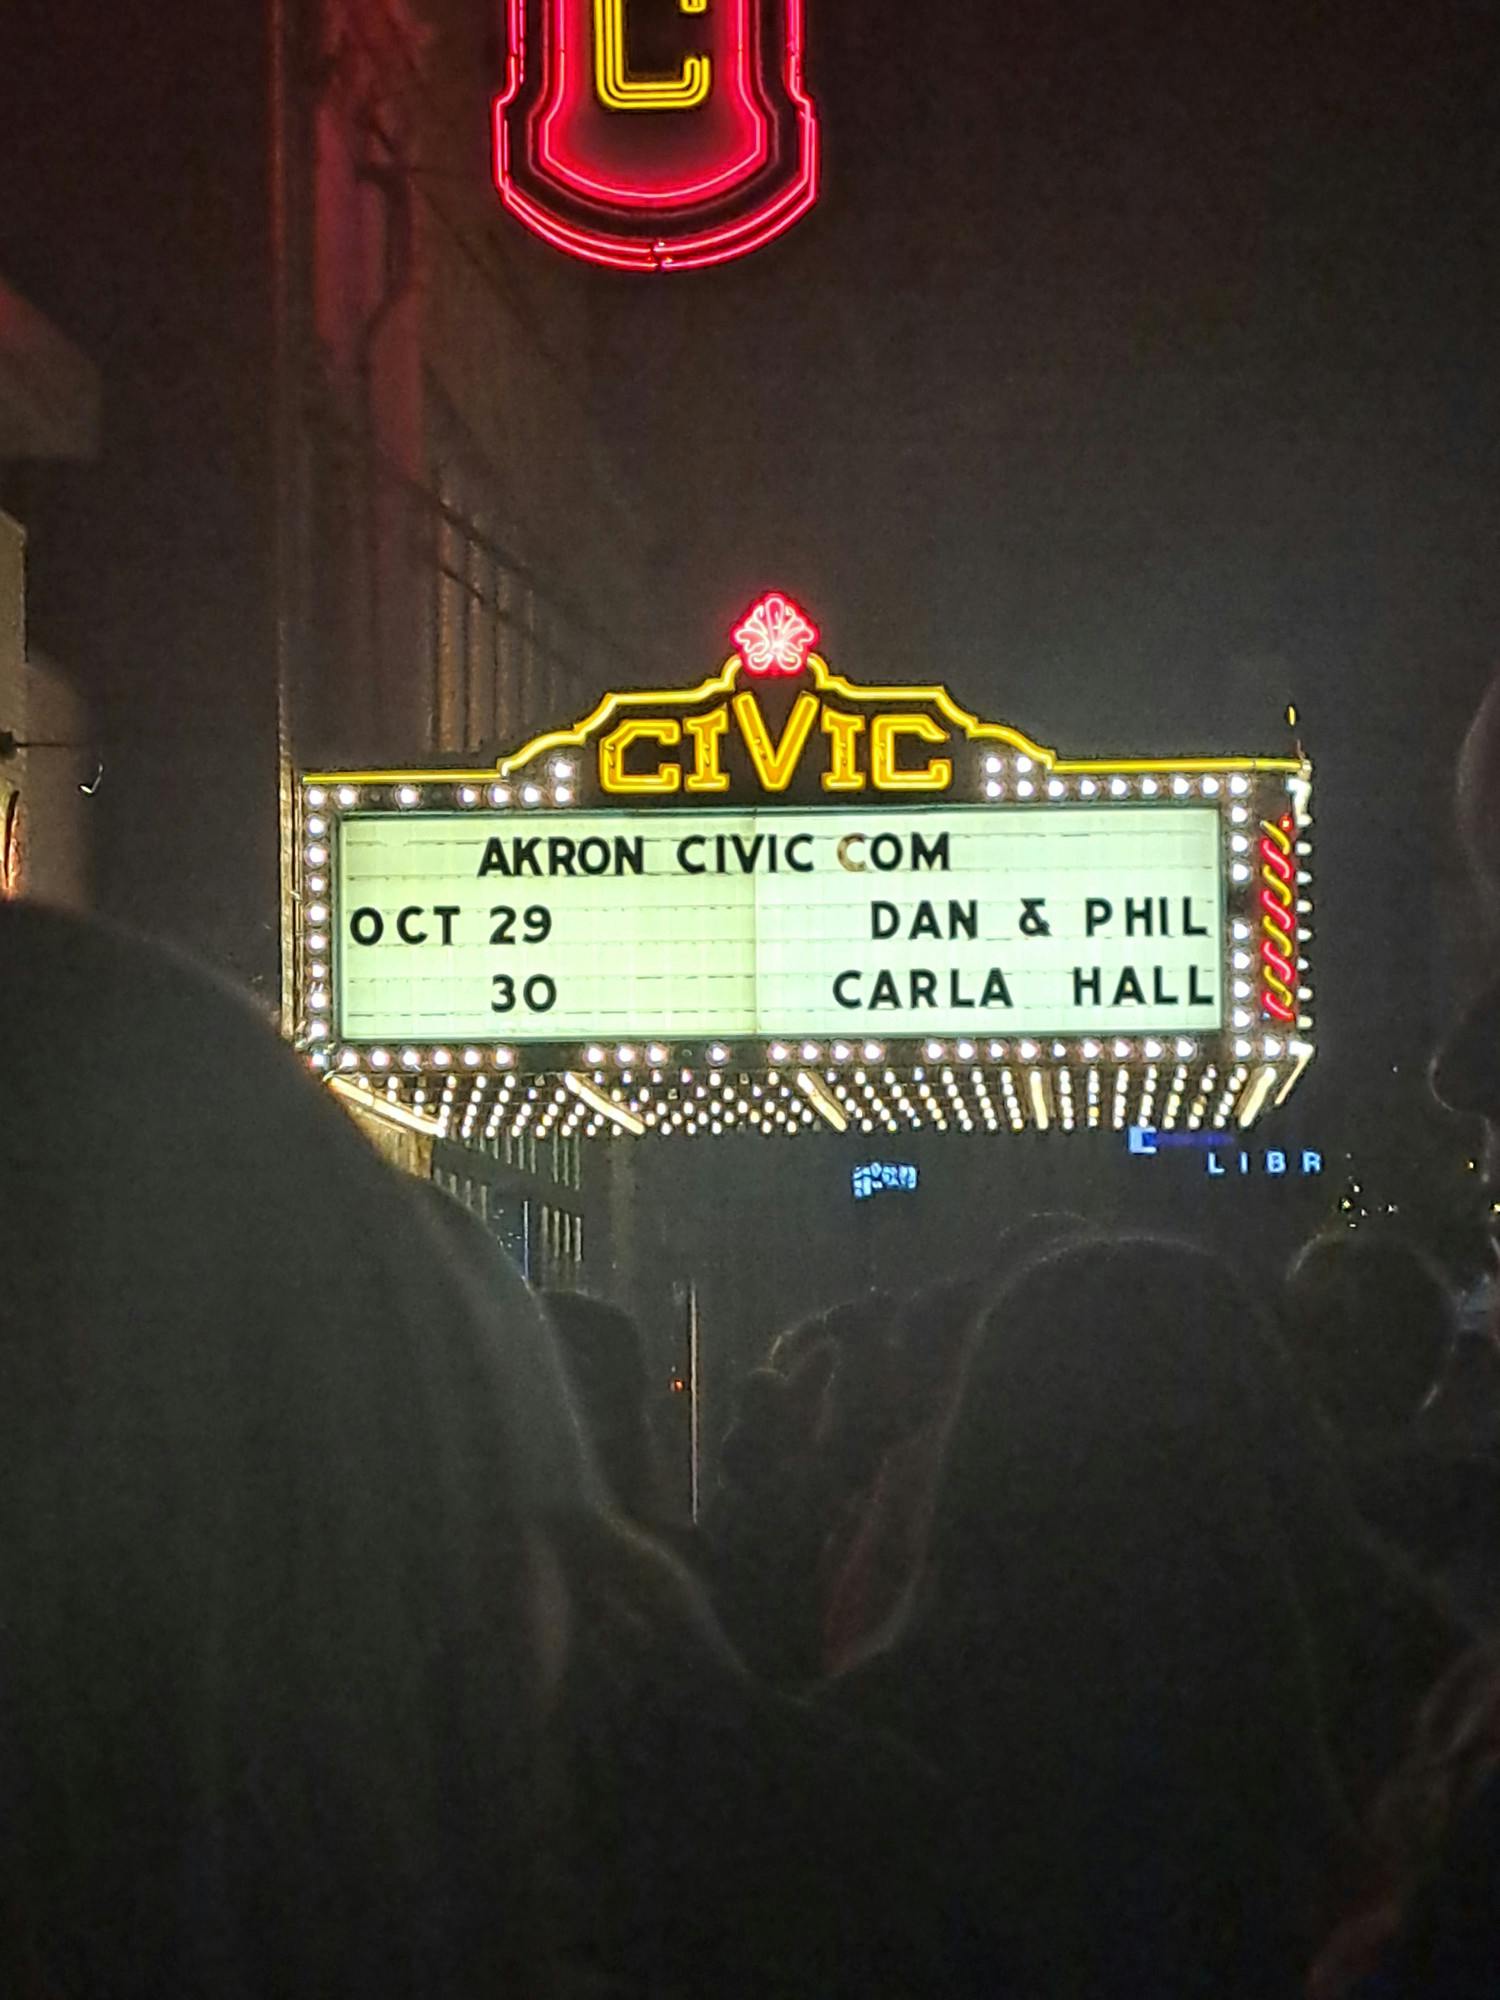 C
CIVIC
AKRON CIVIC COM
OCT 29 DAN & PHIL
30 CARLA HALL
LIBR